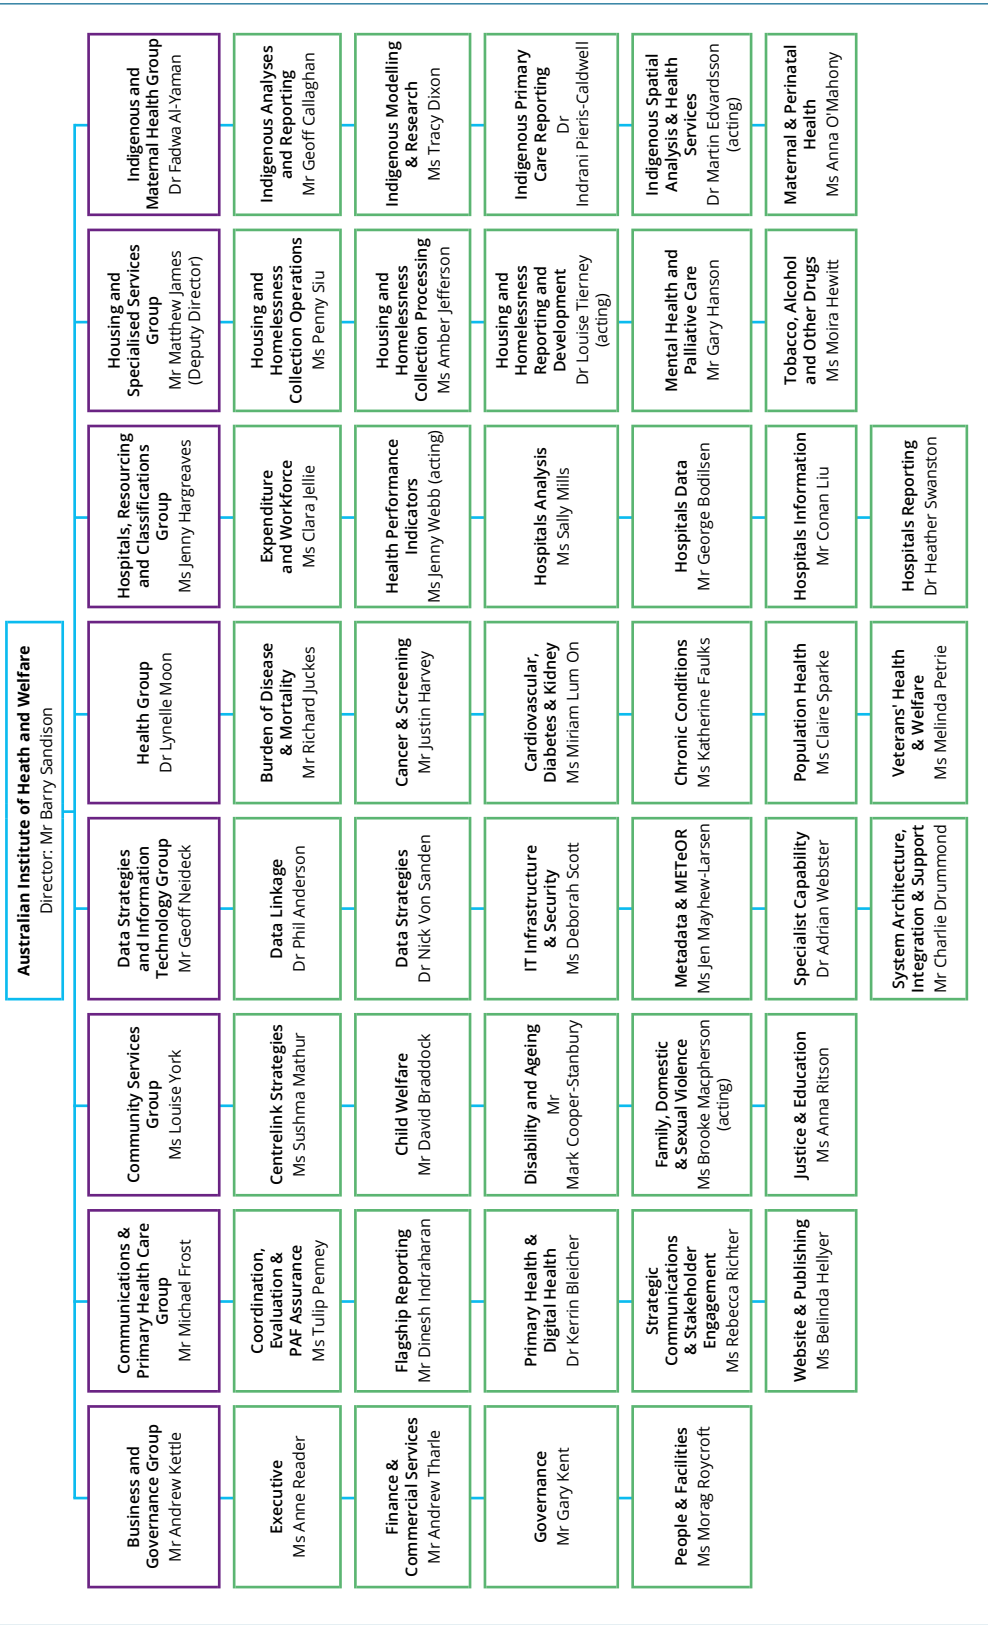 Australian Institute of Heath and Welfare
Director: Mr Barry Sandison
Business and
Governance Group
Mr Andrew Kettle
Executive
Ms Anne Reader
Finance &
Commercial Services
Mr Andrew Tharle
Governance
Mr Gary Kent
People & Facilities
Ms Morag Roycroft
Communications &
Primary Health Care
Group
Mr Michael Frost
Coordination,
Evaluation &
PAF Assurance
Ms Tulip Penney
Flagship Reporting
Mr Dinesh Indraharan
Primary Health &
Digital Health
Dr Kerrin Bleicher
Strategic
Communications
& Stakeholder
Engagement
Ms Rebecca Richter
Website & Publishing
Ms Belinda Hellyer
Community Services
Group
Ms Louise York
Centrelink Strategies
Ms Sushma Mathur
Child Welfare
Mr David Braddock
Disability and Ageing
Mr
Mark Cooper-Stanbury
Family, Domestic
& Sexual Violence
Ms Brooke Macpherson
(acting)
Justice & Education
Ms Anna Ritson
Data Strategies
and Information
Technology Group
Mr Geoff Neideck
Data Linkage
Dr Phil Anderson
Data Strategies
Dr Nick Von Sanden
IT Infrastructure
& Security
Ms Deborah Scott
Metadata & METeOR
Ms Jen Mayhew-Larsen
Specialist Capability
Dr Adrian Webster
System Architecture,
Integration & Support
Mr Charlie Drummond
Health Group
Dr Lynelle Moon
Burden of Disease
& Mortality
Mr Richard Juckes
Cancer & Screening
Mr Justin Harvey
Cardiovascular,
Diabetes & Kidney
Ms Miriam Lum On
Chronic Conditions
Ms Katherine Faulks
Population Health
Ms Claire Sparke
Veterans' Health
& Welfare
Ms Melinda Petrie
Hospitals, Resourcing
and Classifications
Group
Ms Jenny Hargreaves
Expenditure
and Workforce
Ms Clara Jellie
Health Performance
Indicators
Ms Jenny Webb (acting)
Hospitals Analysis
Ms Sally Mills
Hospitals Data
Mr George Bodilsen
Hospitals Information
Mr Conan Liu
Hospitals Reporting
Dr Heather Swanston
Housing and
Specialised Services
Group
Mr Matthew James
(Deputy Director)
Housing and
Homelessness
Collection Operations
Ms Penny Siu
Housing and
Homelessness
Collection Processing
Ms Amber Jefferson
Housing and
Homelessness
Reporting and
Development
Dr Louise Tierney
(acting)
Mental Health and
Palliative Care
Mr Gary Hanson
Tobacco, Alcohol
and Other Drugs
Ms Moira Hewitt
Indigenous and
Maternal Health Group
Dr Fadwa Al-Yaman
Indigenous Analyses
and Reporting
Mr Geoff Callaghan
Indigenous Modelling
& Research
Ms Tracy Dixon
Indigenous Primary
Care Reporting
Dr
Indrani Pieris-Caldwell
Indigenous Spatial
Analysis & Health
Services
Dr Martin Edvardsson
(acting)
Maternal & Perinatal
Health
Ms Anna O'Mahony